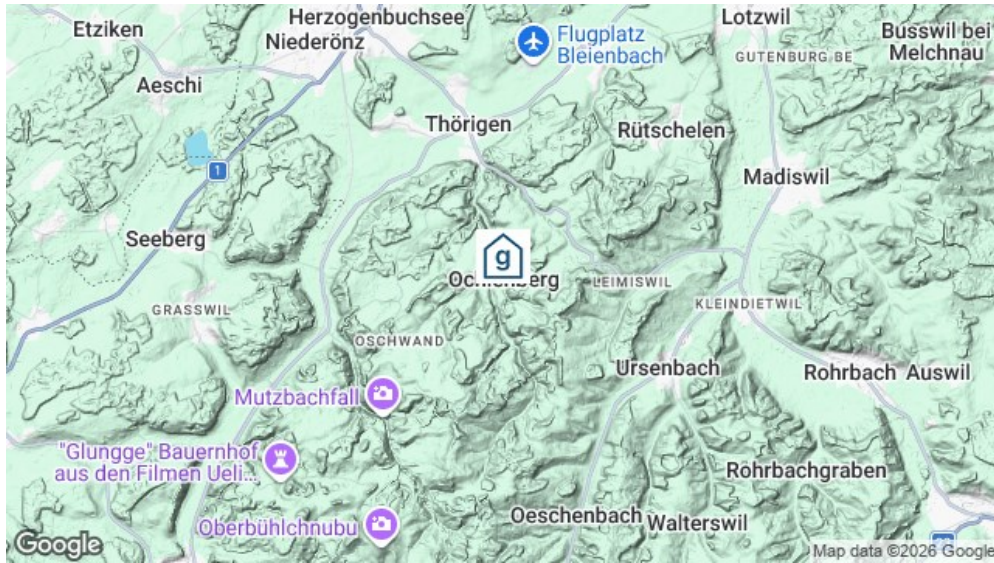 Etziken
Herzogenbuchsee
Niederönz
Flugplatz
Bleienbach
Lotzwil
GUTENBURG BE
Busswil bei
Melchnau
Aeschi
Thörigen
Rütschelen
1
Madiswil
Seeberg
g
LEIMISWIL
GRASSWIL
KLEINDIETWIL
OSCHWAND
Ursenbach
Rohrbach
Auswil
Mutzbachfall
"Glungge" Bauernhof
aus den Filmen Ueli...
Rohrbachgraben
Oberbühlchnubu
Oeschenbach
Walterswil
Google
Map data ©2026 Google